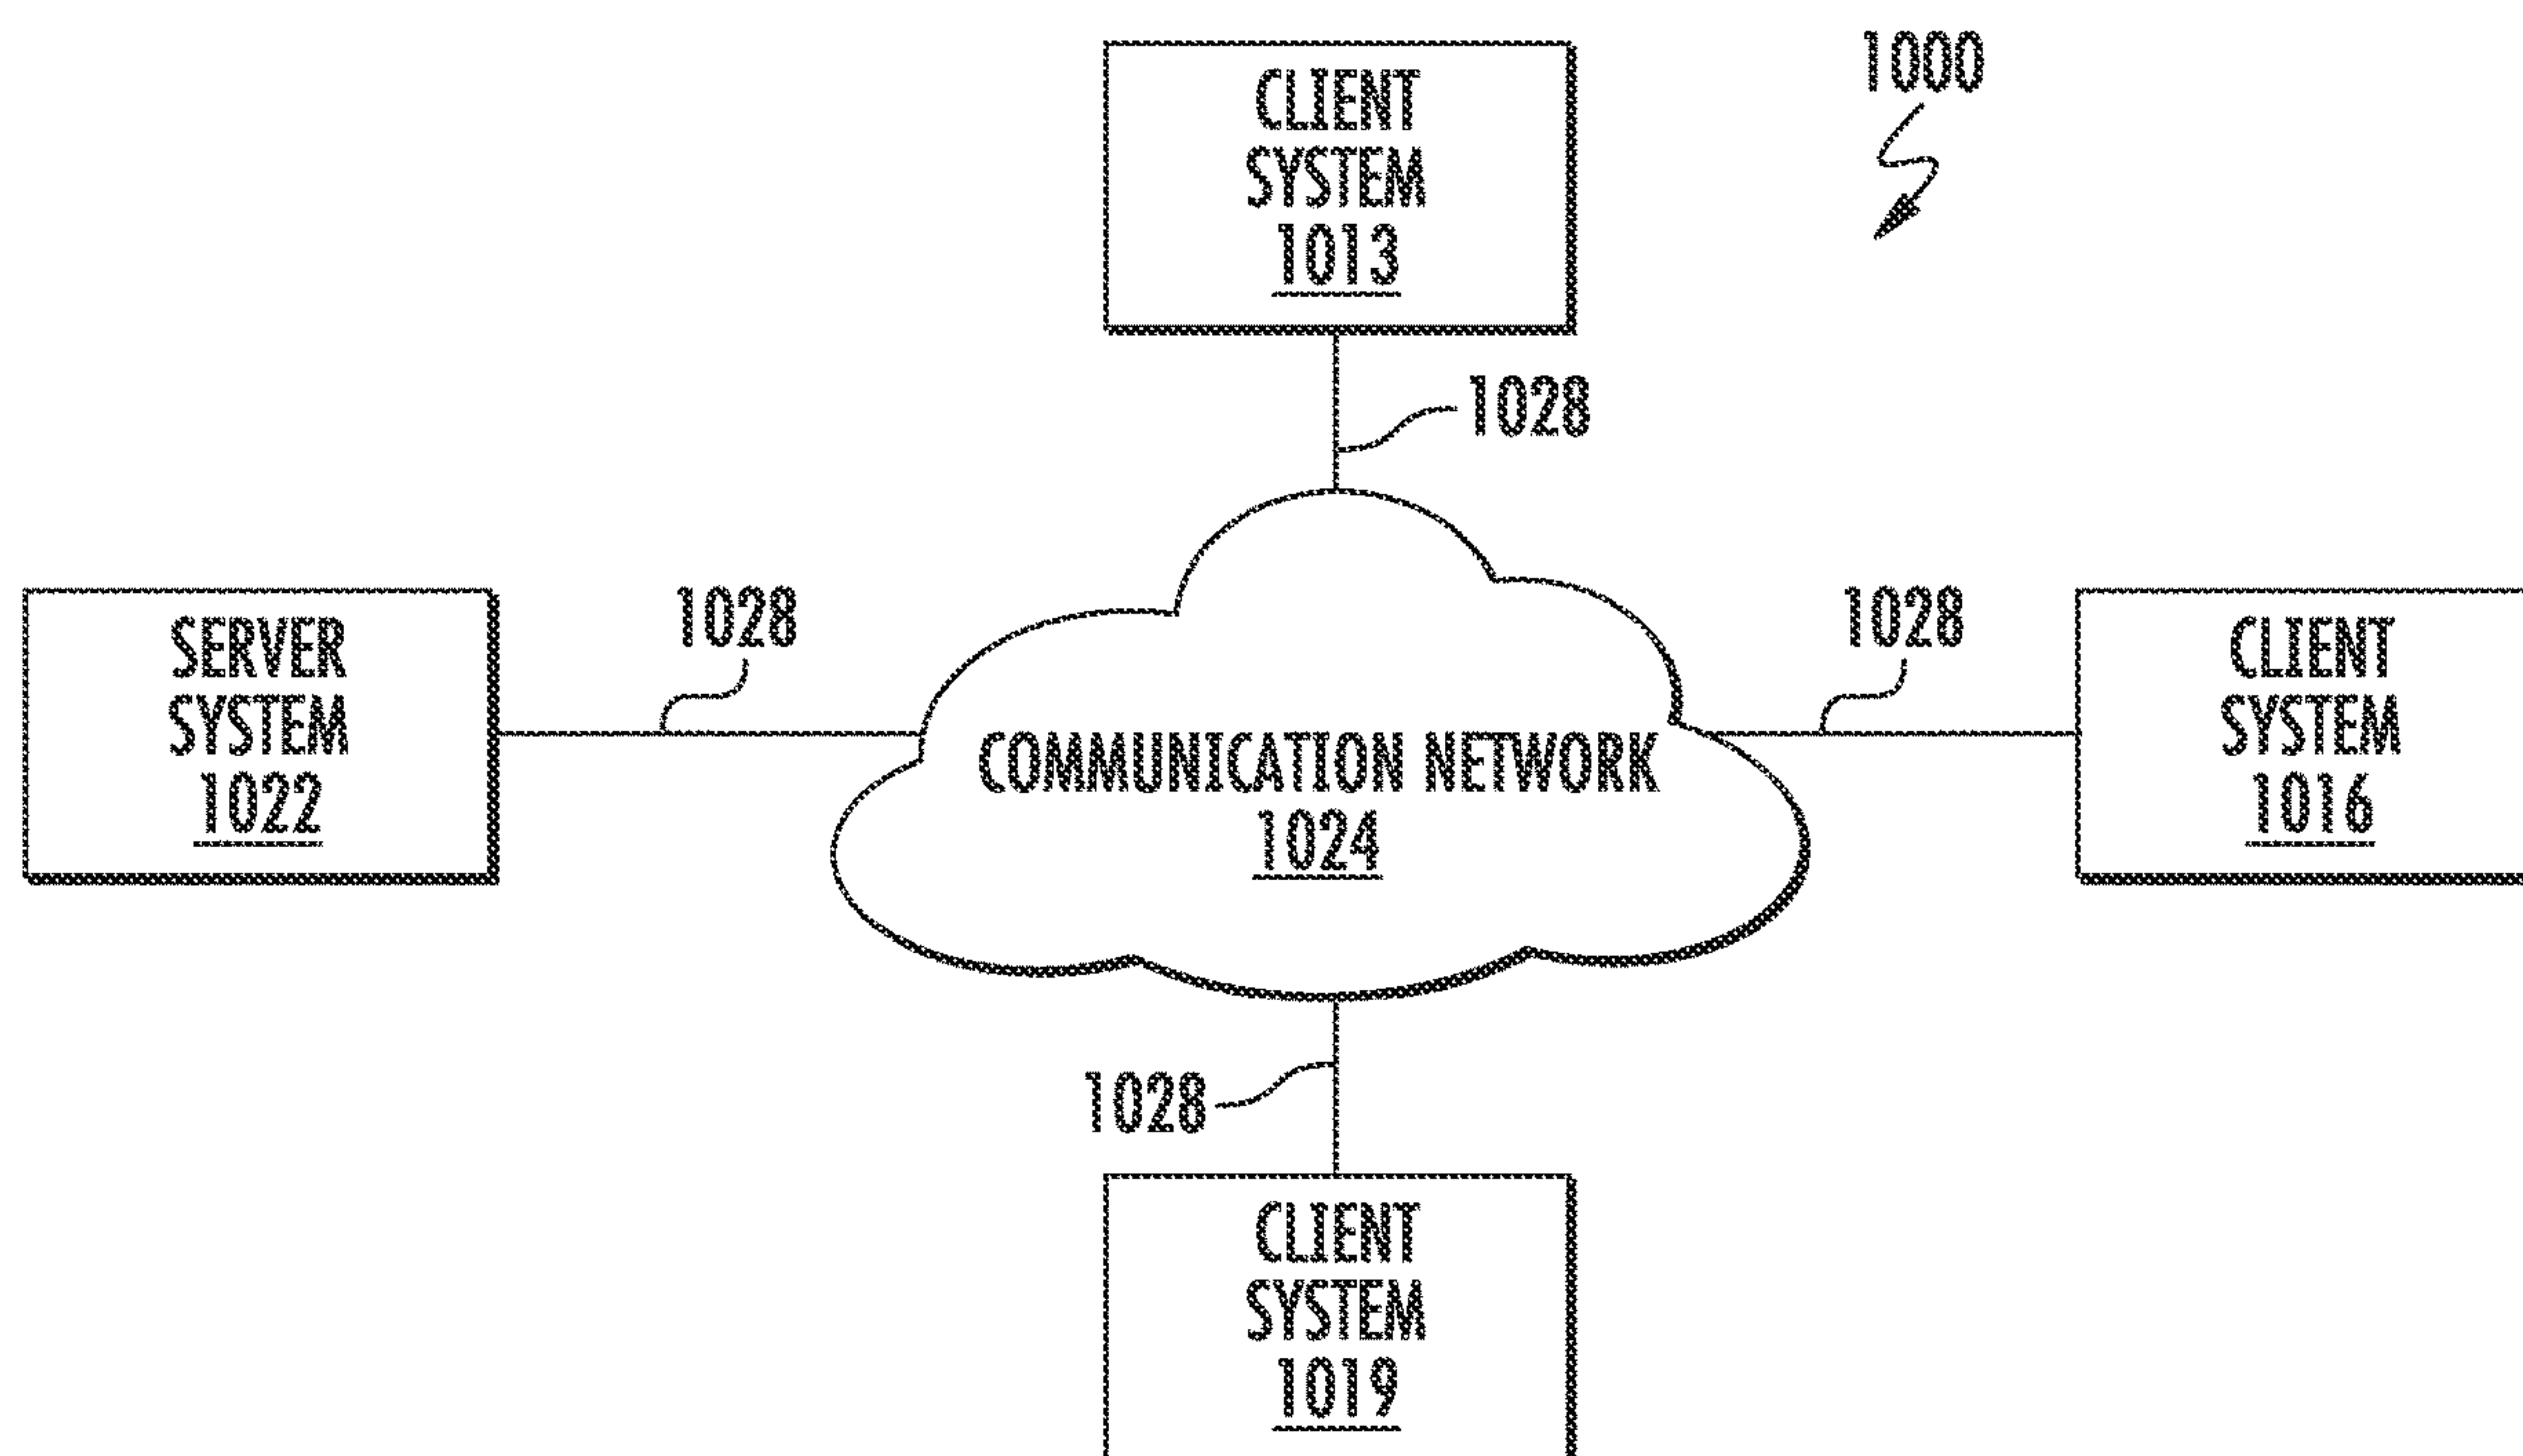 1000
CLIENT
SYSTEM
1013
1028
1028
1028
SERVER
SYSTEM
1022
COMMUNICATION NETWORK
1024
CLIENT
SYSTEM
1016
1028
CLIENT
SYSTEM
1019